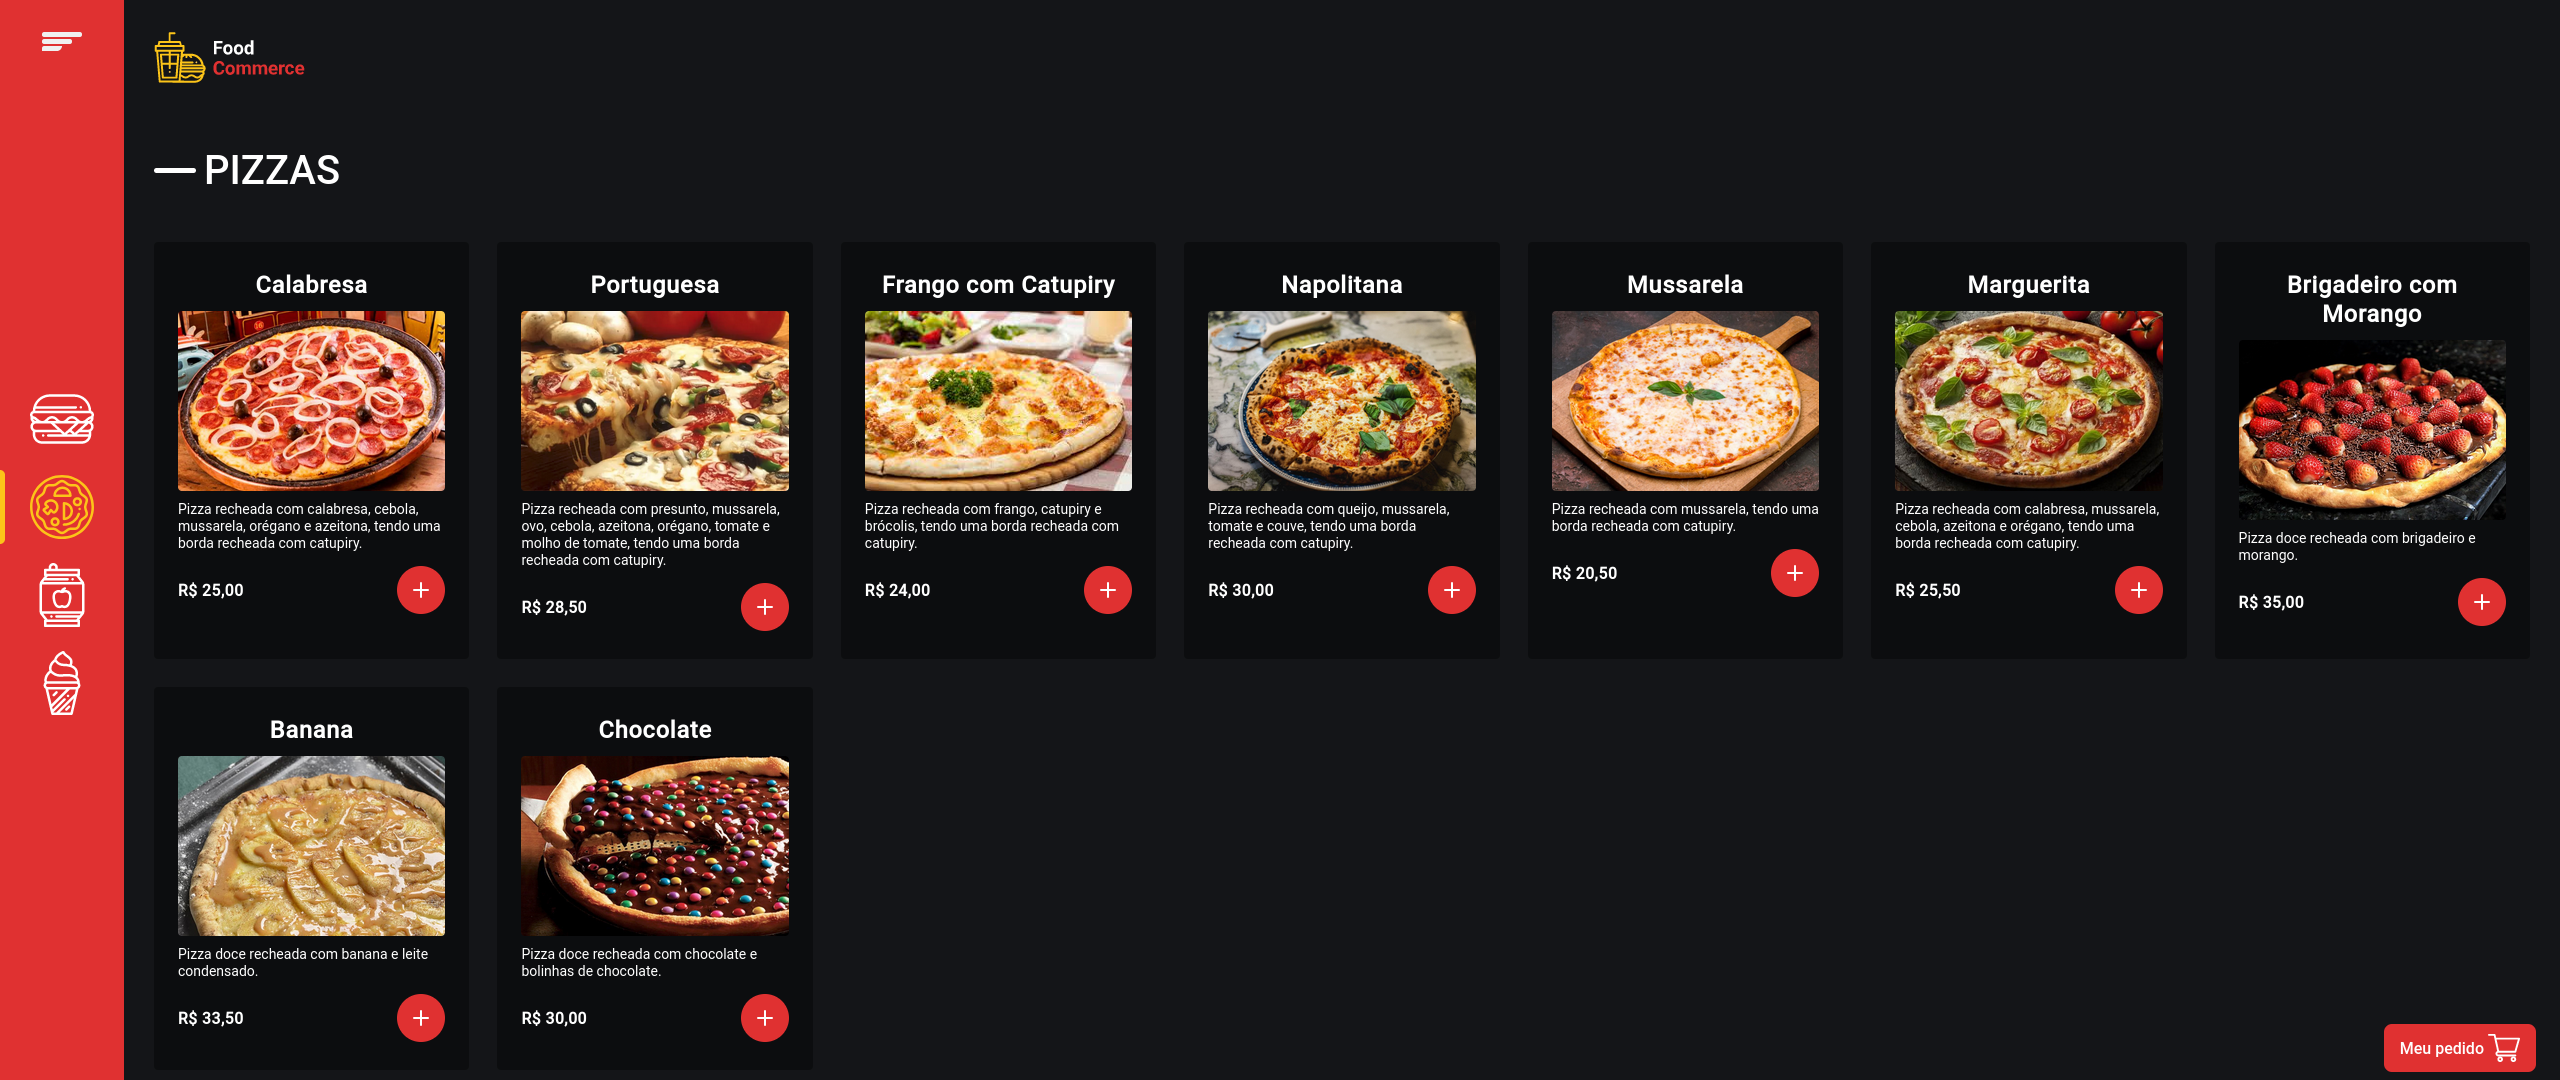 Food
Commerce
PIZZAS
Calabresa
Pizza recheada com calabresa, cebola,
mussarela, orégano e azeitona, tendo uma
borda recheada com catupiry.
R$ 25,00
Portuguesa
Pizza recheada com presunto, mussarela,
ovo, cebola, azeitona, orégano, tomate e
molho de tomate, tendo uma borda
recheada com catupiry.
R$ 28,50
Frango com Catupiry
Pizza recheada com frango, catupiry e
brócolis, tendo uma borda recheada com
catupiry.
R$ 24,00
Napolitana
Pizza recheada com queijo, mussarela,
tomate e couve, tendo uma borda
recheada com catupiry.
R$ 30,00
Mussarela
Pizza recheada com mussarela, tendo uma
borda recheada com catupiry.
R$ 20,50
Marguerita
Pizza recheada com calabresa, mussarela,
cebola, azeitona e orégano, tendo uma
borda recheada com catupiry.
R$ 25,50
Brigadeiro com
Morango
Pizza doce recheada com brigadeiro e
morango.
R$ 35,00
Banana
Pizza doce recheada com banana e leite
condensado.
R$ 33,50
Chocolate
Pizza doce recheada com chocolate e
bolinhas de chocolate.
R$ 30,00
Meu pedido